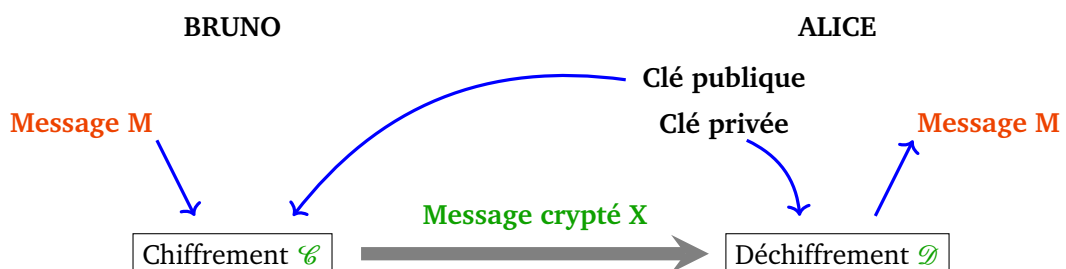 BRUNO
ALICE
Clé publique
Message M
Clé privée
Message M
Message crypté X
Chiffrement 𝒞
Déchiffrement 𝒟